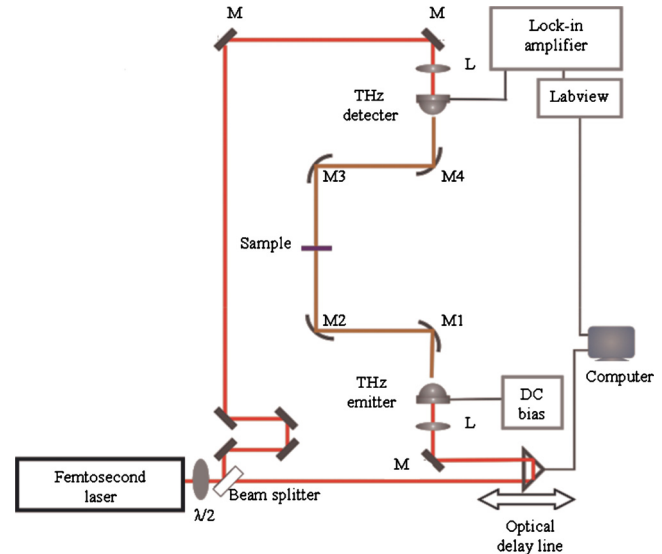 M
M
Lock-in
amplifier
L
THz
detecter
Labview
M3
M4
Sample
M2
M1
THz
emitter
DC
bias
Computer
L
M
Femtosecond
laser
Beam splitter
λ/2
Optical
delay line